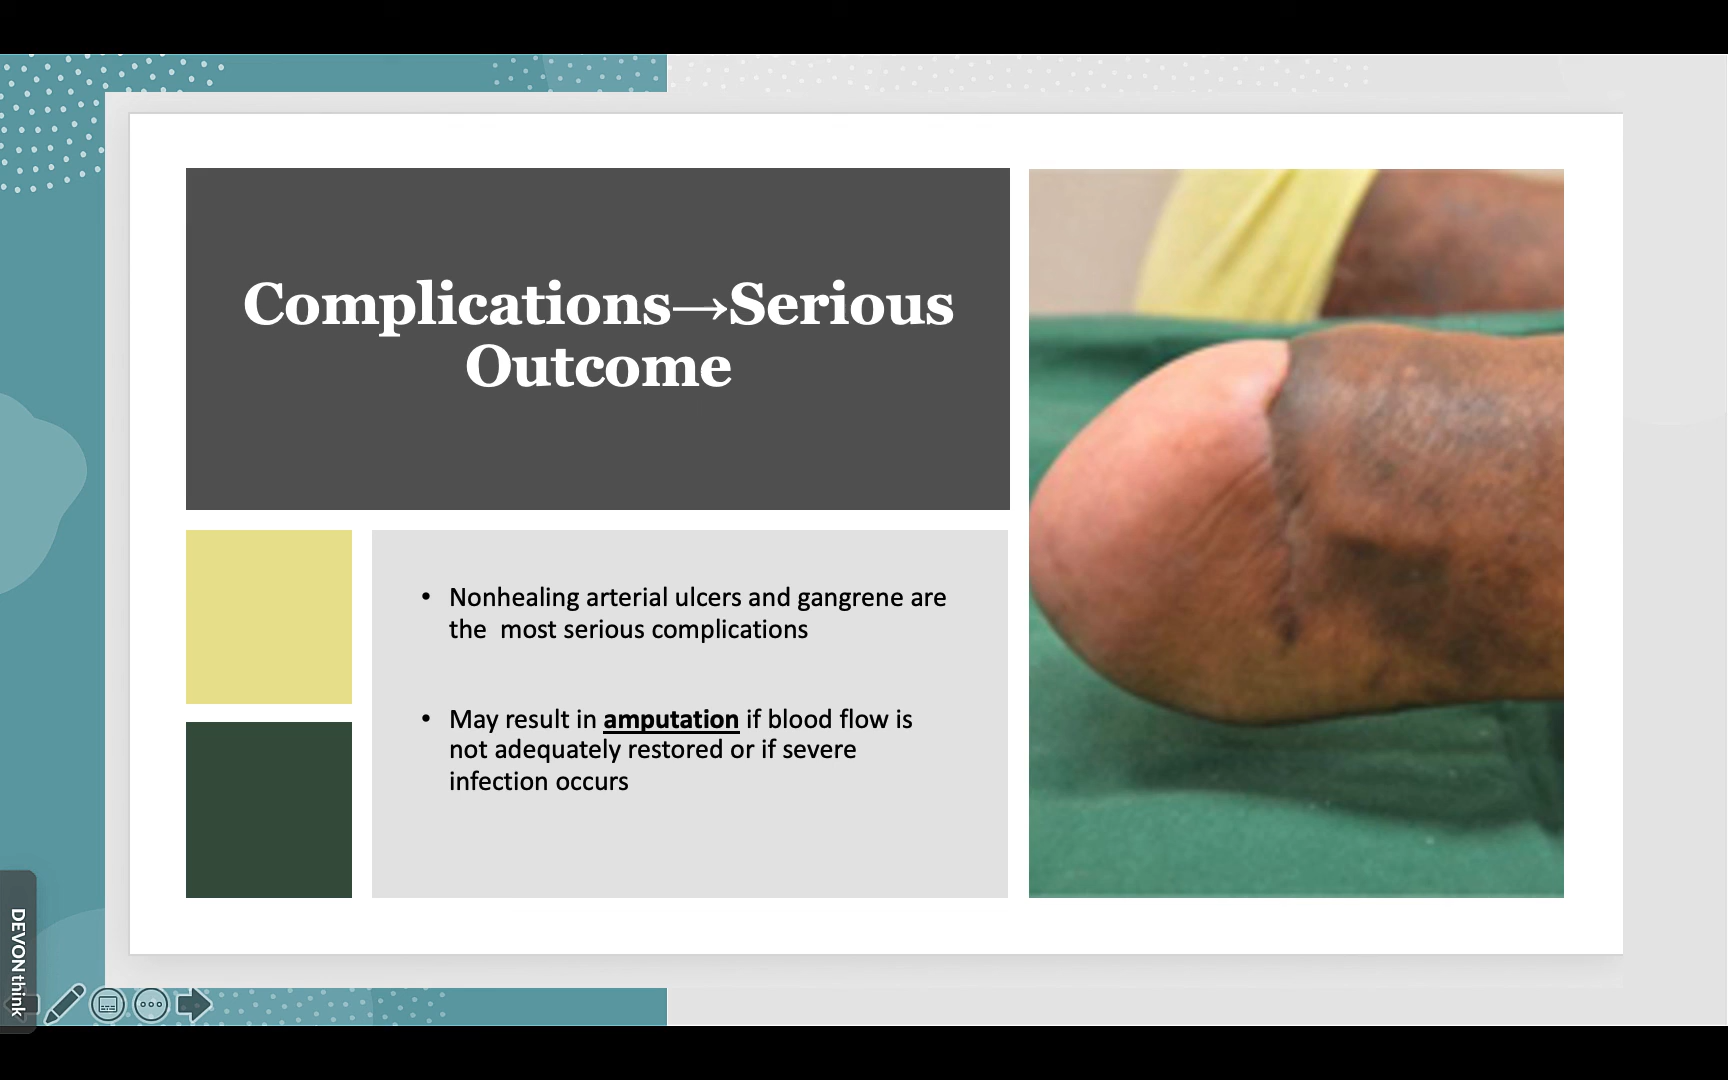 Complications→Serious
Outcome
• Nonhealing arterial ulcers and gangrene are
the  most serious complications
• May result in amputation if blood flow is
not adequately restored or if severe
infection occurs
DEVONthink